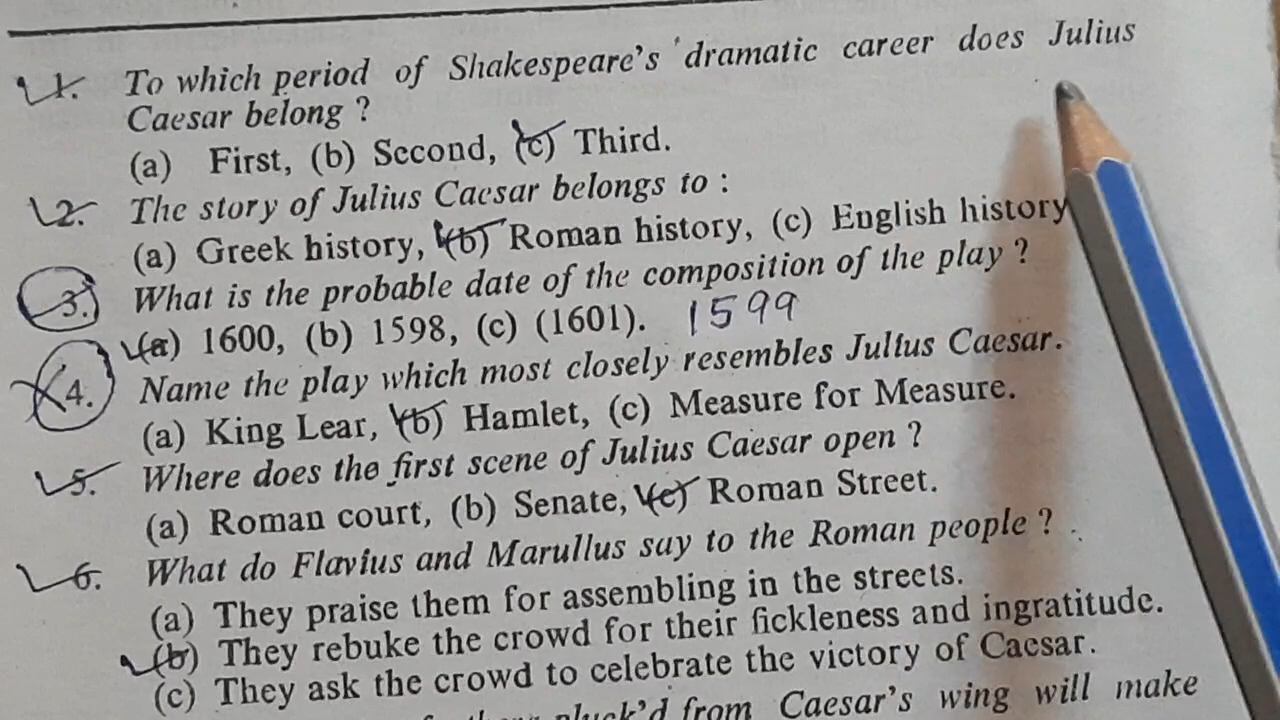 1. To which period of Shakespeare's dramatic career does Julius
Caesar belong ?
(a) First, (b) Second, (c) Third.
2. The story of Julius Caesar belongs to :
(a) Greek history, (b) Roman history, (c) English history
3. What is the probable date of the composition of the play ?
(a) 1600, (b) 1598, (c) (1601). 1599
4. Name the play which most closely resembles Julius Caesar.
(a) King Lear, (b) Hamlet, (c) Measure for Measure.
5. Where does the first scene of Julius Caesar open ?
(a) Roman court, (b) Senate, (c) Roman Street.
6. What do Flavius and Marullus say to the Roman people ?
(a) They praise them for assembling in the streets.
(b) They rebuke the crowd for their fickleness and ingratitude.
(c) They ask the crowd to celebrate the victory of Caesar.
pluck'd from Caesar's wing will make